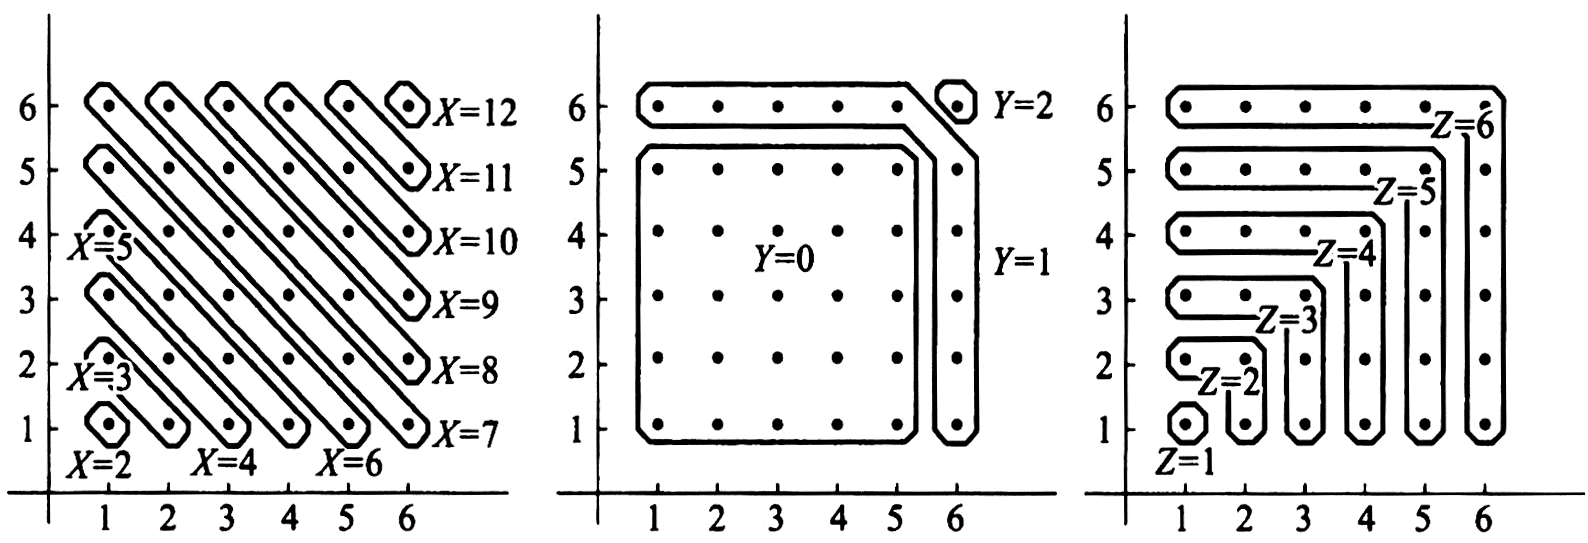 6 X=12 6 Y=2 6 Z=6
5 X=11 5 5 Z=5
4 X=5 X=10 4 Y=0 Y=1 4 Z=4
3 X=9 3 3 Z=3
2 X=3 X=8 2 2 Z=2
1 X=7 1 1
X=2 X=4 X=6 Z=1
1 2 3 4 5 6 1 2 3 4 5 6 1 2 3 4 5 6